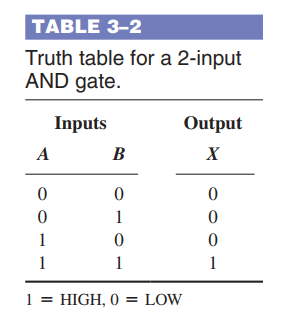 TABLE 3–2
Truth table for a 2-input
AND gate.
Inputs Output
A B X
0 0 0
0 1 0
1 0 0
1 1 1
1 = HIGH, 0 = LOW